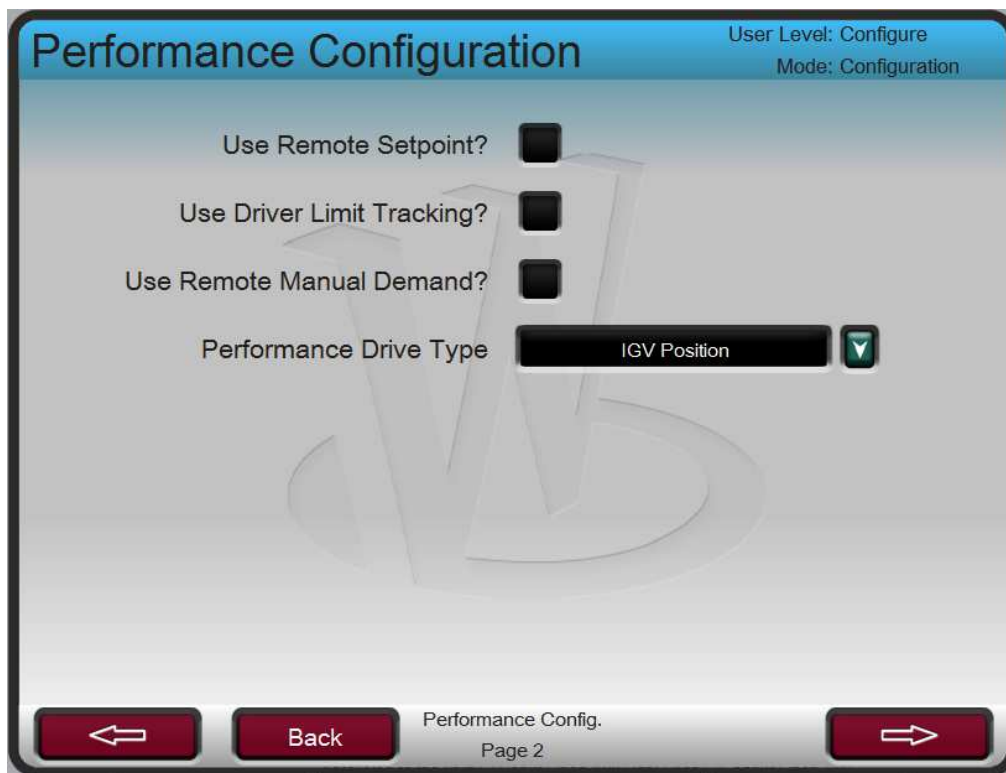 Performance Configuration
User Level: Configure
Mode: Configuration
Use Remote Setpoint?
Use Driver Limit Tracking?
Use Remote Manual Demand?
Performance Drive Type
IGV Position
Back
Performance Config.
Page 2